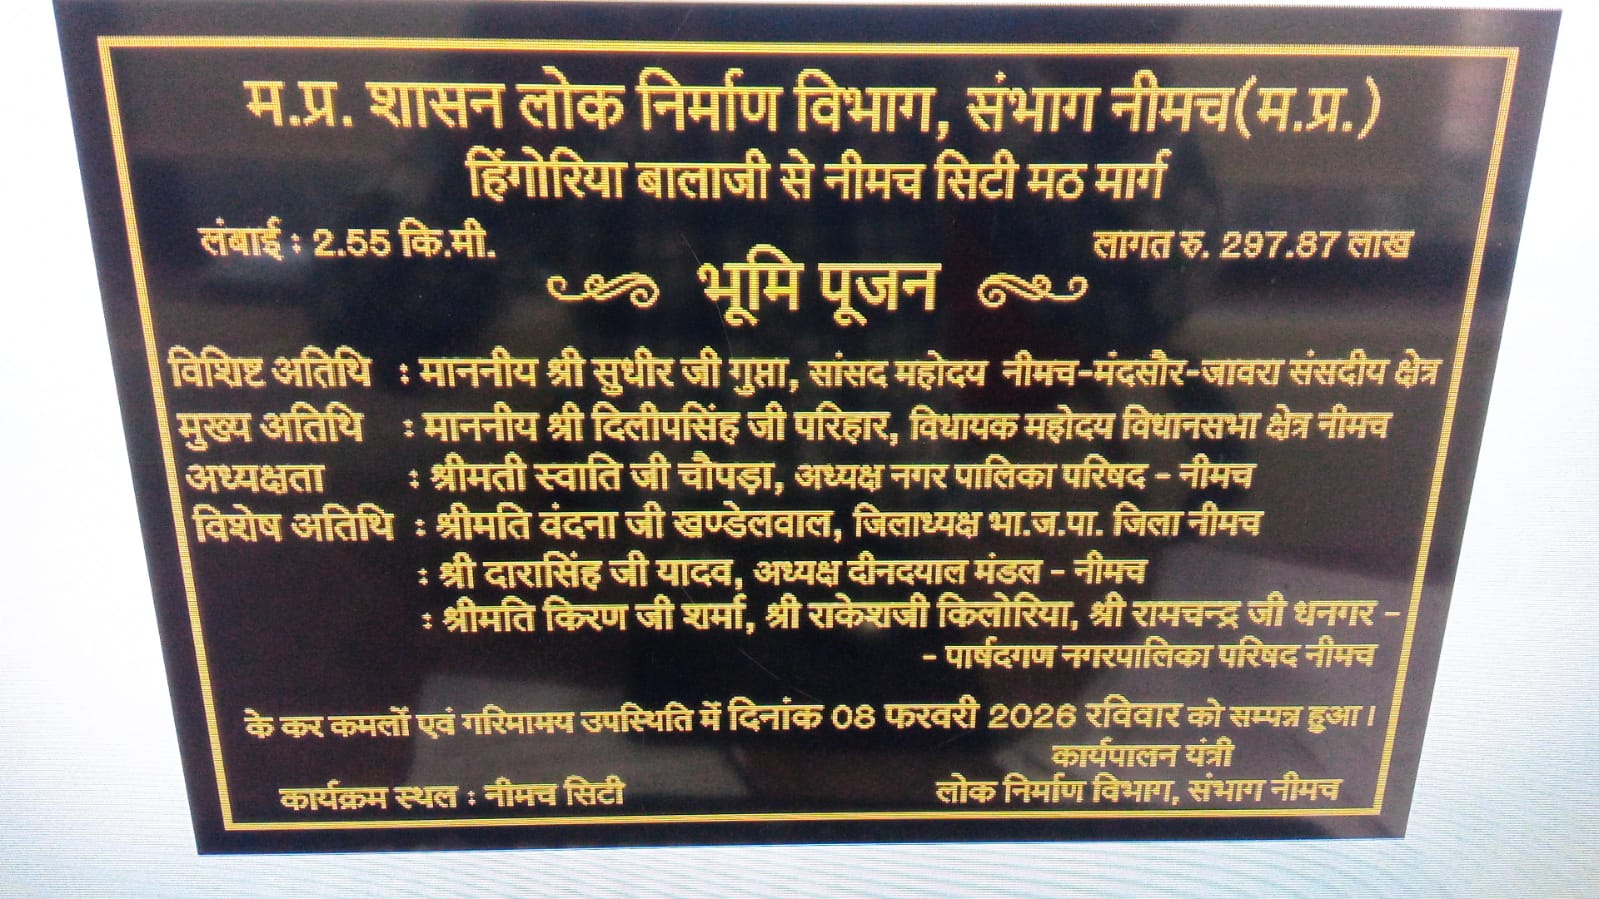 म.प्र. शासन लोक निर्माण विभाग, संभाग नीमच(म.प्र.)
हिंगोरिया बालाजी से नीमच सिटी मठ मार्ग
लंबाई : 2.55 कि.मी.
लागत रु. 297.87 लाख
भूमि पूजन
विशिष्ट अतिथि : माननीय श्री सुधीर जी गुप्ता, सांसद महोदय नीमच-मंदसौर-जावरा संसदीय क्षेत्र
मुख्य अतिथि : माननीय श्री दिलीपसिंह जी परिहार, विधायक महोदय विधानसभा क्षेत्र नीमच
अध्यक्षता : श्रीमती स्वाति जी चौपड़ा, अध्यक्ष नगर पालिका परिषद - नीमच
विशेष अतिथि : श्रीमति वंदना जी खण्डेलवाल, जिलाध्यक्ष भा.ज.पा. जिला नीमच
: श्री दारासिंह जी यादव, अध्यक्ष दीनदयाल मंडल - नीमच
: श्रीमति किरण जी शर्मा, श्री राकेशजी किलोरिया, श्री रामचन्द्र जी धनगर -
- पार्षदगण नगरपालिका परिषद नीमच
के कर कमलों एवं गरिमामय उपस्थिति में दिनांक 08 फरवरी 2026 रविवार को सम्पन्न हुआ।
कार्यपालन यंत्री
कार्यक्रम स्थल : नीमच सिटी
लोक निर्माण विभाग, संभाग नीमच